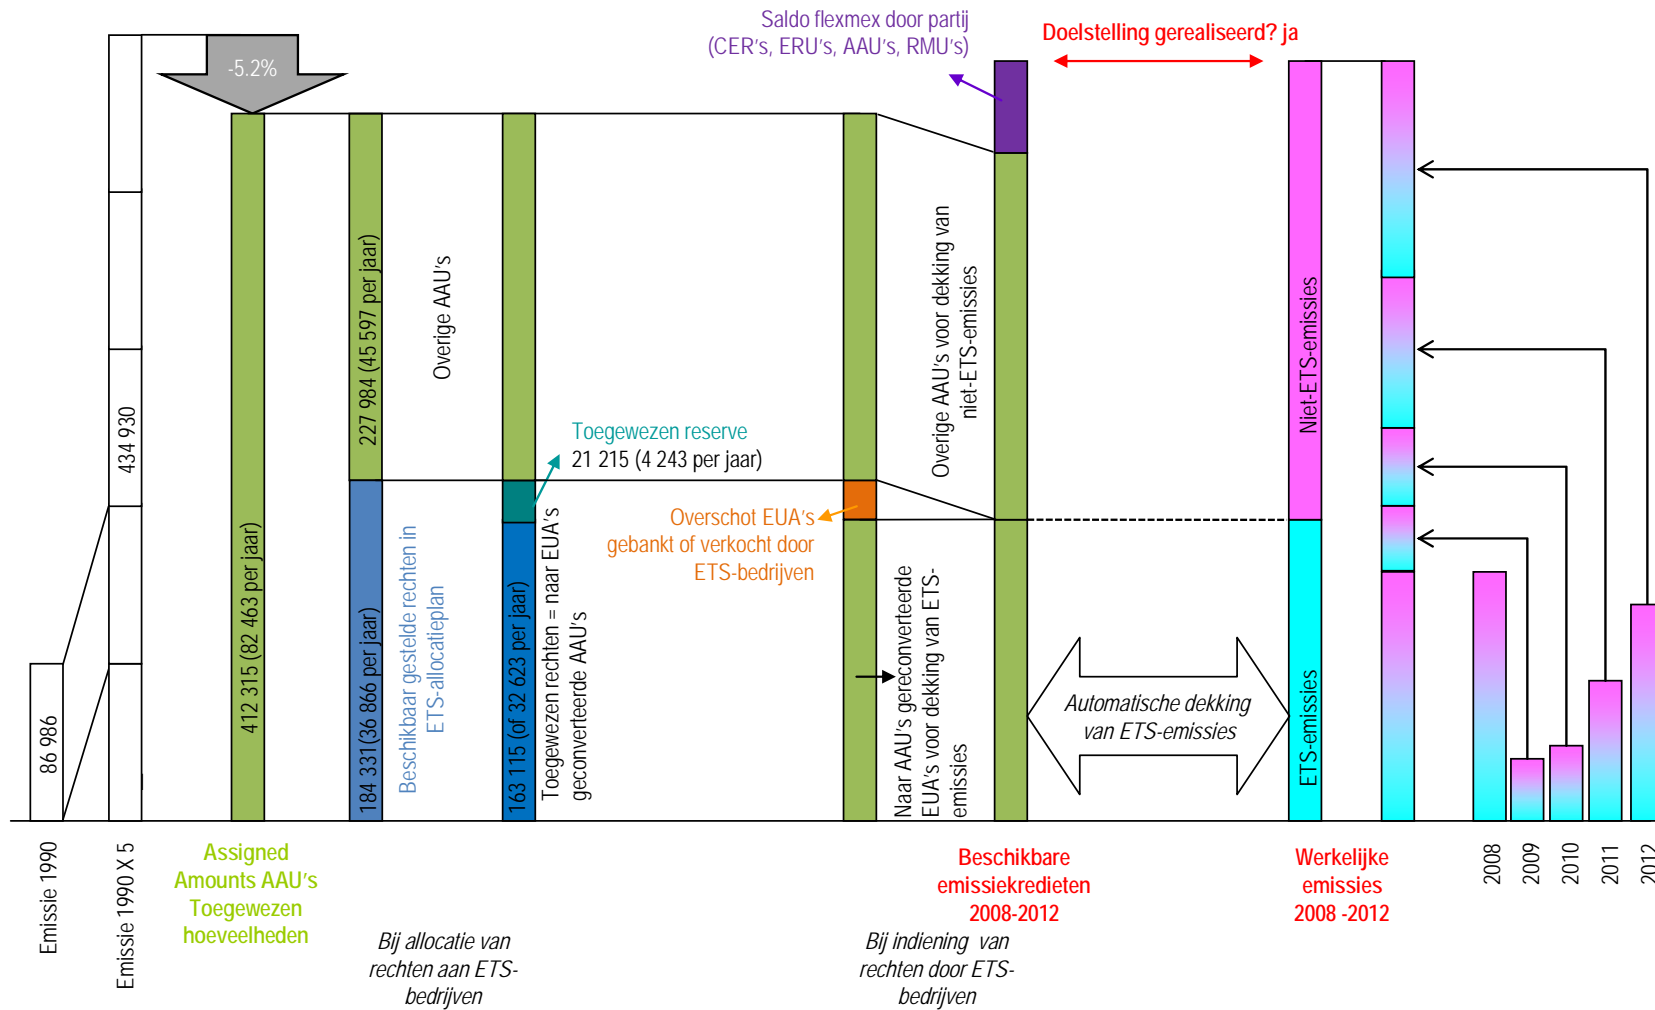 Saldo flexmex door partij
(CER's, ERU's, AAU's, RMU's)
Doelstelling gerealiseerd? ja
-5.2%
86 986
434 930
412 315 (82 463 per jaar)
227 984 (45 597 per jaar)
184 331(36 866 per jaar)
Overige AAU's
Beschikbaar gestelde rechten in
ETS-allocatieplan
163 115 (of 32 623 per jaar)
Toegewezen rechten = naar EUA's
geconverteerde AAU's
Toegewezen reserve
21 215 (4 243 per jaar)
Overschot EUA's
gebankt of verkocht door
ETS-bedrijven
Overige AAU's voor dekking van
niet-ETS-emissies
Naar AAU's gereconverteerde
EUA's voor dekking van ETS-
emissies
Automatische dekking
van ETS-emissies
Niet-ETS-emissies
ETS-emissies
Emissie 1990
Emissie 1990 X 5
Assigned
Amounts AAU's
Toegewezen
hoeveelheden
Bij allocatie van
rechten aan ETS-
bedrijven
Bij indiening van
rechten door ETS-
bedrijven
Beschikbare
emissiekredieten
2008-2012
Werkelijke
emissies
2008 -2012
2008
2009
2010
2011
2012